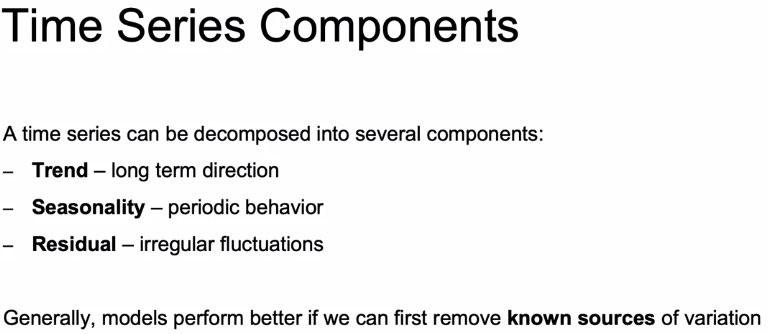 Time Series Components
A time series can be decomposed into several components:
– Trend – long term direction
– Seasonality – periodic behavior
– Residual – irregular fluctuations
Generally, models perform better if we can first remove known sources of variation